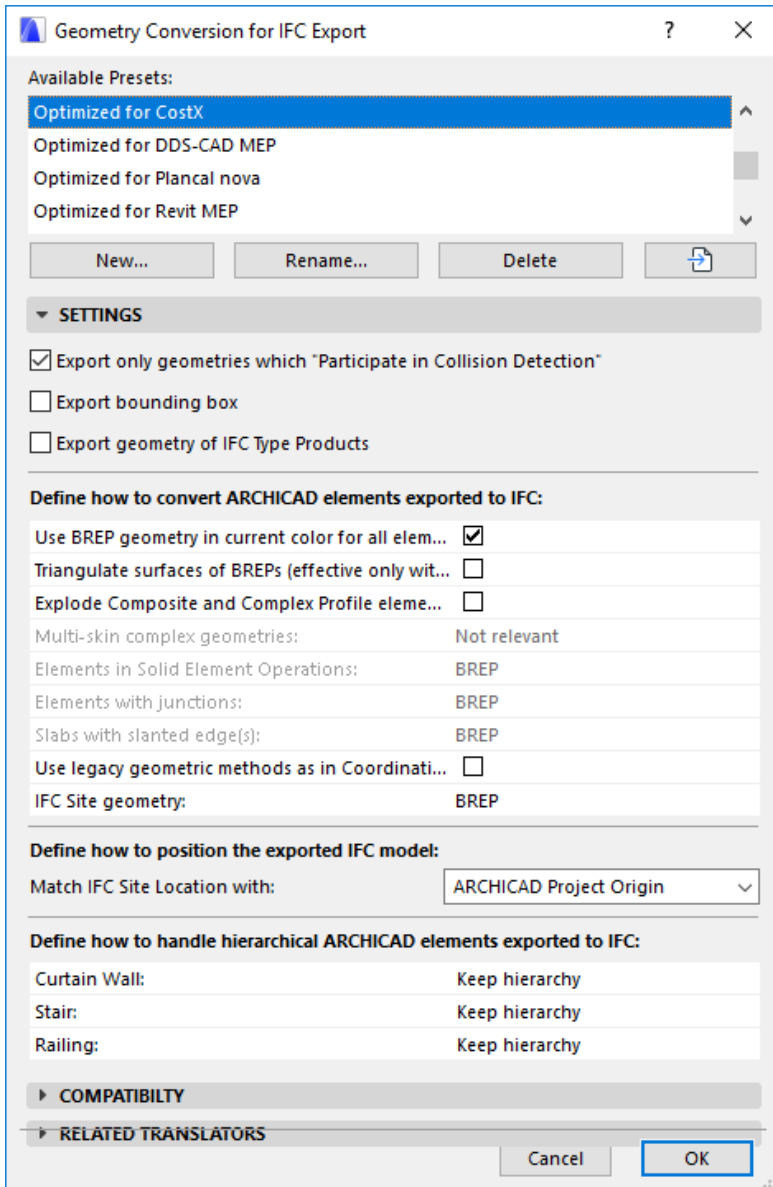 Geometry Conversion for IFC Export
?
Available Presets:
Optimized for CostX
Optimized for DDS-CAD MEP
Optimized for Plancal nova
Optimized for Revit MEP
New... Rename... Delete
SETTINGS
Export only geometries which "Participate in Collision Detection"
Export bounding box
Export geometry of IFC Type Products
Define how to convert ARCHICAD elements exported to IFC:
Use BREP geometry in current color for all elem...
Triangulate surfaces of BREPs (effective only wit...
Explode Composite and Complex Profile eleme...
Multi-skin complex geometries: Not relevant
Elements in Solid Element Operations: BREP
Elements with junctions: BREP
Slabs with slanted edge(s): BREP
Use legacy geometric methods as in Coordinati...
IFC Site geometry: BREP
Define how to position the exported IFC model:
Match IFC Site Location with: ARCHICAD Project Origin
Define how to handle hierarchical ARCHICAD elements exported to IFC:
Curtain Wall: Keep hierarchy
Stair: Keep hierarchy
Railing: Keep hierarchy
COMPATIBILTY
RELATED TRANSLATORS
Cancel OK